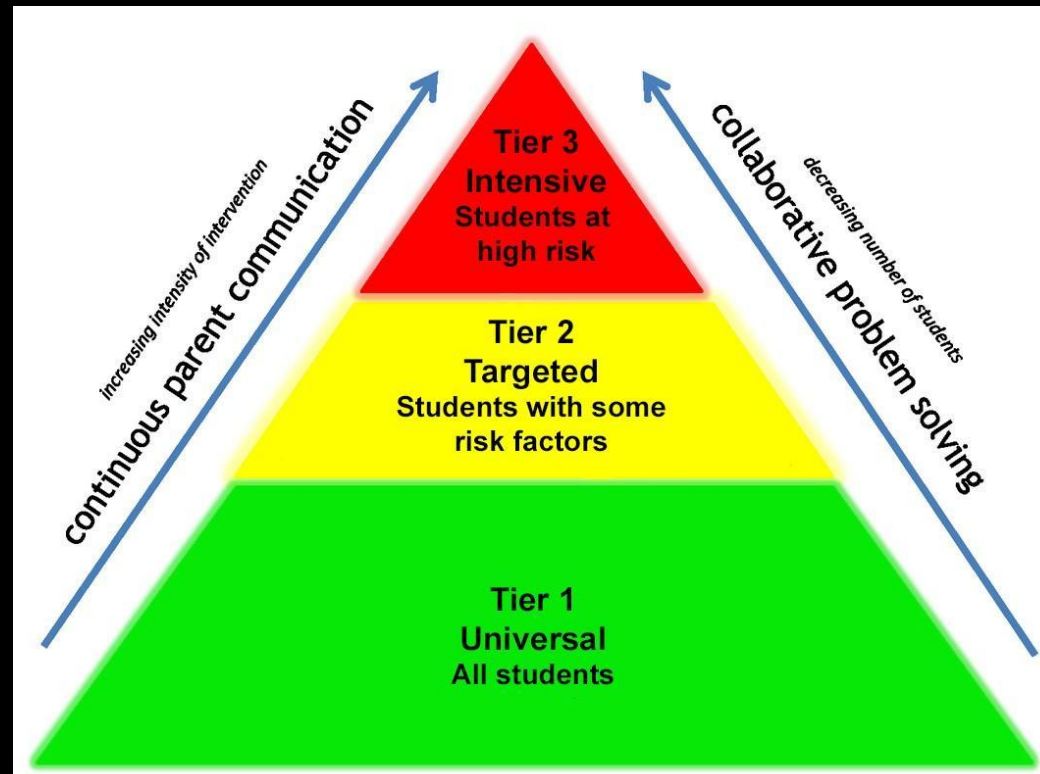 continuous parent communication
increasing intensity of intervention
Tier 3
Intensive
Students at
high risk
collaborative problem solving
decreasing number of students
Tier 2
Targeted
Students with some
risk factors
Tier 1
Universal
All students